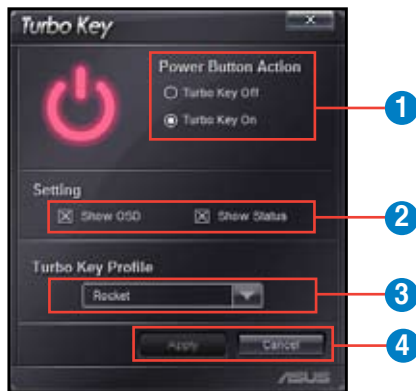 Turbo Key
Power Button Action
Turbo Key Off
Turbo Key On
1
Setting
Show OSD Show Status
2
Turbo Key Profile
Rocket
3
Apply Cancel
4
ASUS